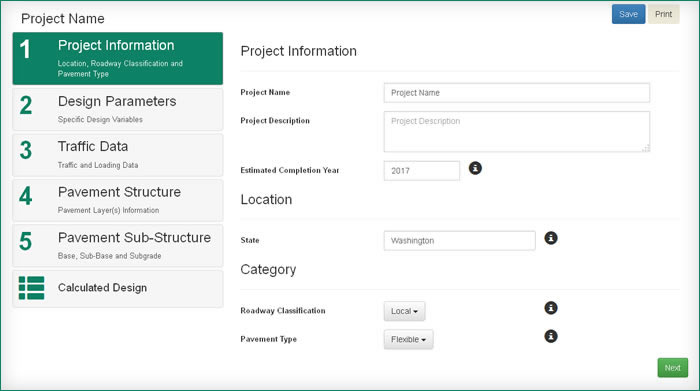 Project Name
Save
Print
1
Project Information
Location, Roadway Classification and
Pavement Type
2
Design Parameters
Specific Design Variables
3
Traffic Data
Traffic and Loading Data
4
Pavement Structure
Pavement Layer(s) Information
5
Pavement Sub-Structure
Base, Sub-Base and Subgrade
Calculated Design
Project Information
Project Name
Project Name
Project Description
Project Description
Estimated Completion Year
2017
Location
State
Washington
Category
Roadway Classification
Local
Pavement Type
Flexible
Next